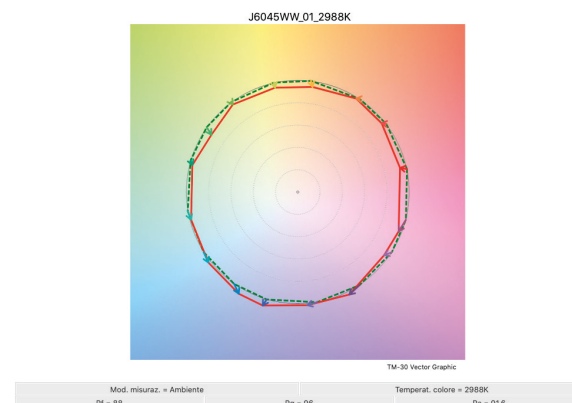 J6045WW_01_2988K
TM-30 Vector Graphic
Mod. misuraz. = Ambiente Temperat. colore = 2988K